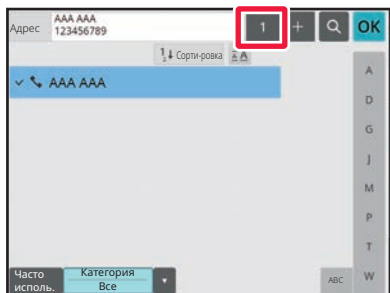 Адрес
AAA AAA
123456789
1
+
OK
Сорти-ровка
AAA AAA
A
D
G
J
M
P
T
W
Часто
исполь.
Категория
Все
ABC